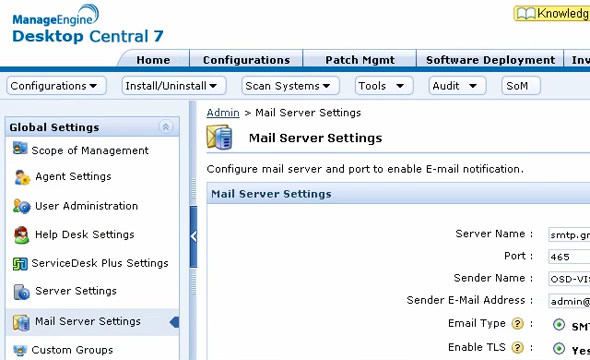 ManageEngine
Desktop Central 7
Home Configurations Patch Mgmt Software Deployment
Configurations Install/Uninstall Scan Systems Tools Audit SoM
Global Settings
Scope of Management
Agent Settings
User Administration
Help Desk Settings
ServiceDesk Plus Settings
Server Settings
Mail Server Settings
Custom Groups
Admin > Mail Server Settings
Mail Server Settings
Configure mail server and port to enable E-mail notification.
Mail Server Settings
Server Name :
Port : 465
Sender Name :
Sender E-Mail Address :
Email Type ? :
Enable TLS ? : Yes